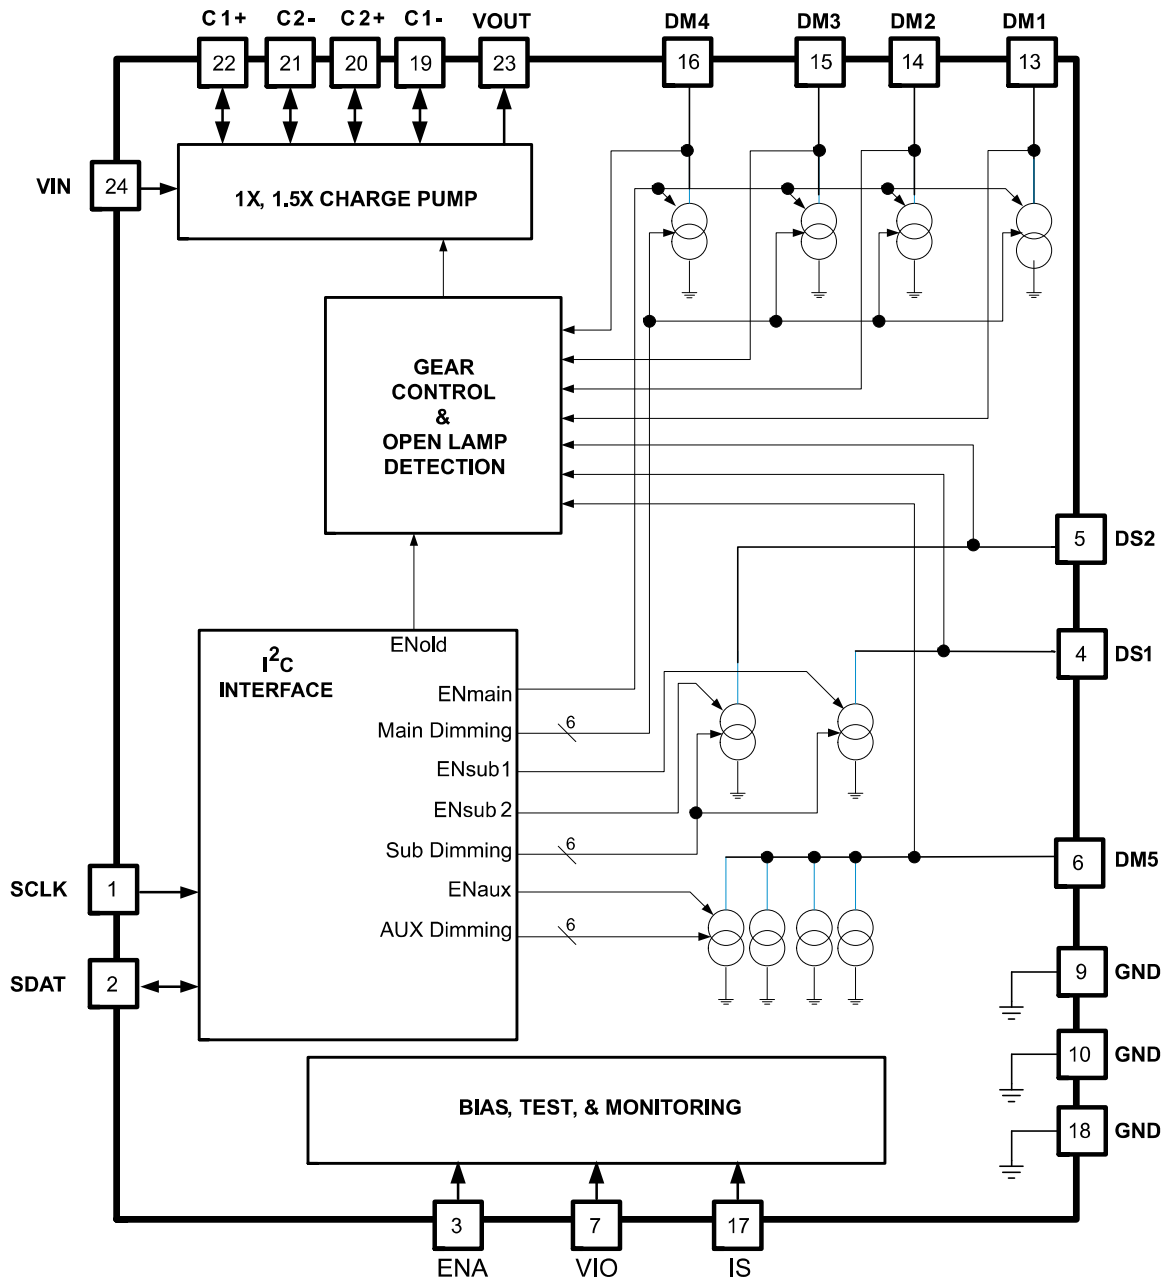 C1+ C2- C2+ C1- VOUT DM4 DM3 DM2 DM1
22 21 20 19 23 16 15 14 13
VIN 24
1X, 1.5X CHARGE PUMP
GEAR
CONTROL
&
OPEN LAMP
DETECTION
5 DS2
4 DS1
ENold
I2C
INTERFACE
ENmain
Main Dimming 6
ENsub1
ENsub 2
Sub Dimming 6
ENaux
AUX Dimming 6
6 DM5
SCLK 1
SDAT 2
9 GND
10 GND
18 GND
BIAS, TEST, & MONITORING
3 7 17
ENA VIO IS